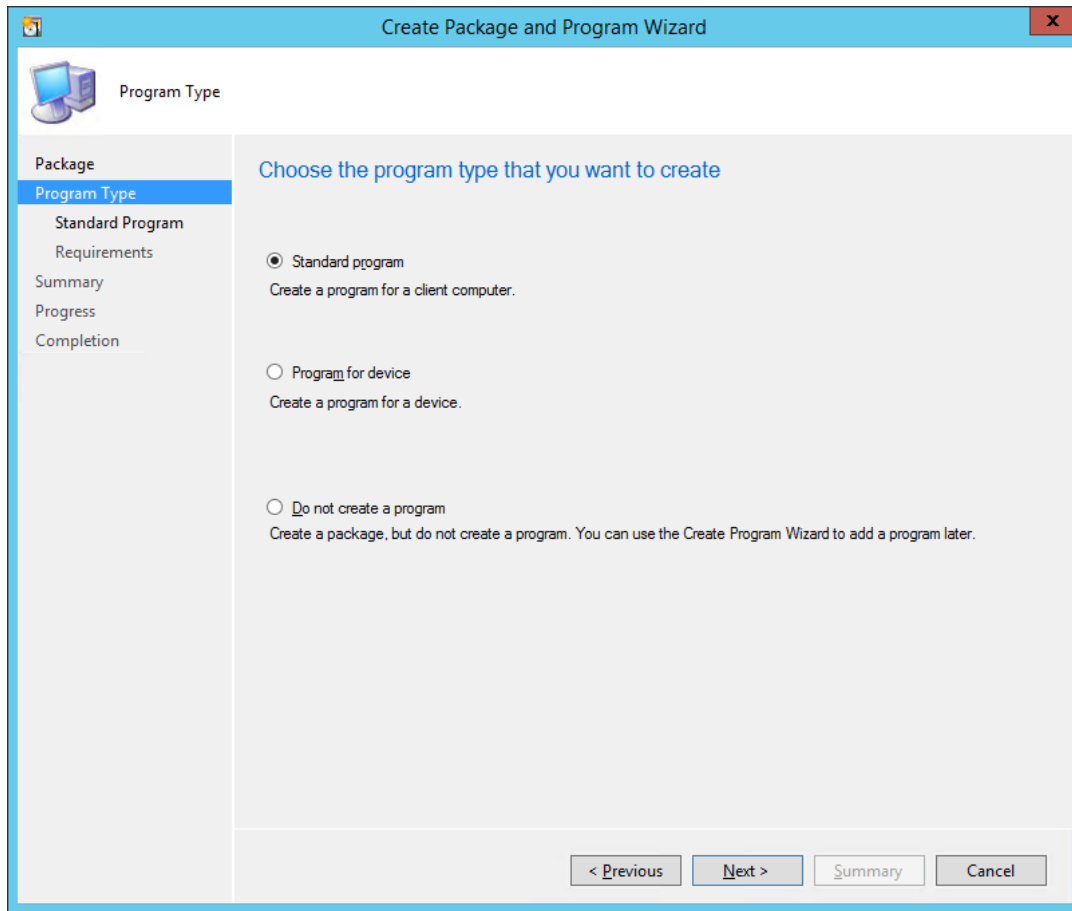 Create Package and Program Wizard
x
Program Type
Package
Program Type
Standard Program
Requirements
Summary
Progress
Completion
Choose the program type that you want to create
Standard program
Create a program for a client computer.
Program for device
Create a program for a device.
Do not create a program
Create a package, but do not create a program. You can use the Create Program Wizard to add a program later.
< Previous
Next >
Summary
Cancel